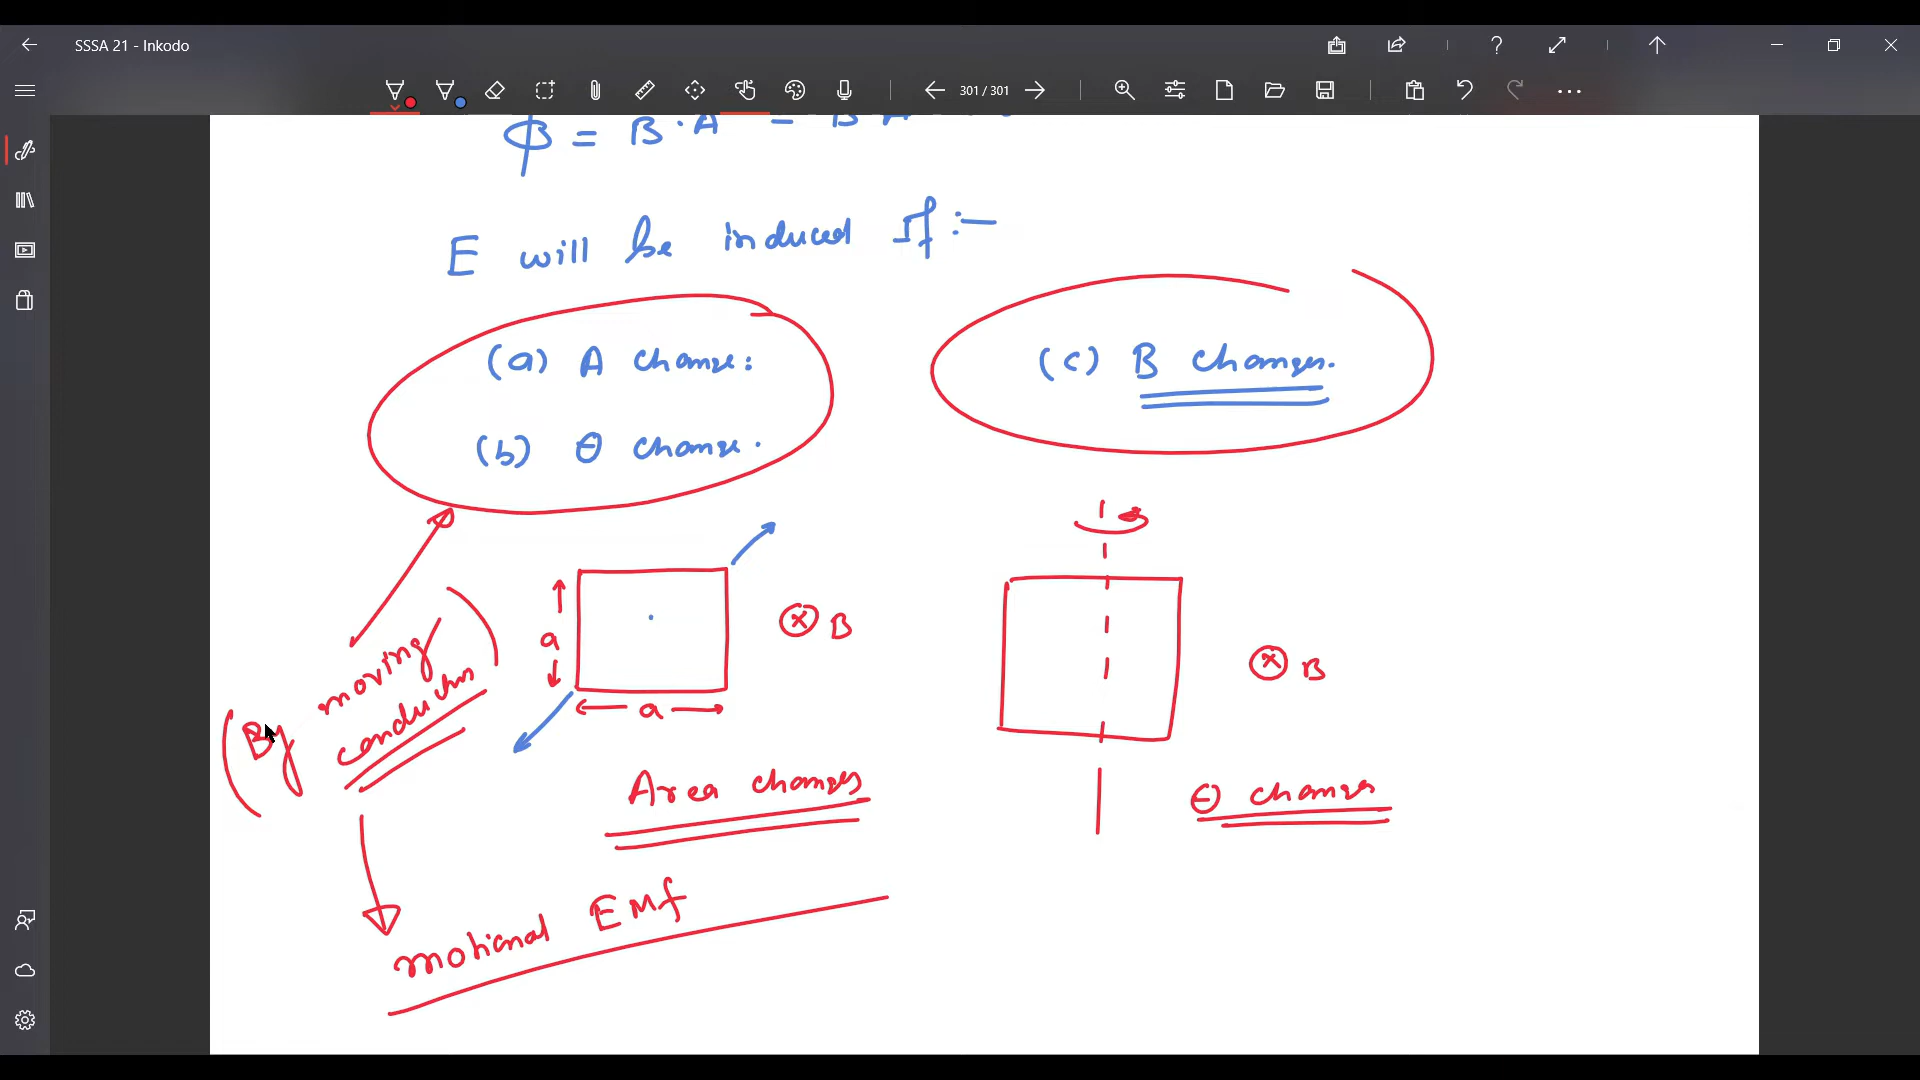 SSSA 21 - Inkodo
301 / 301
ϕ = B · A = B A
E will be induced If :-
(a) A change.
(b) θ change.
(c) B changes.
a
a
⊗ B
⊗ B
(By moving conductors)
Area changes
θ changes
motional EMf